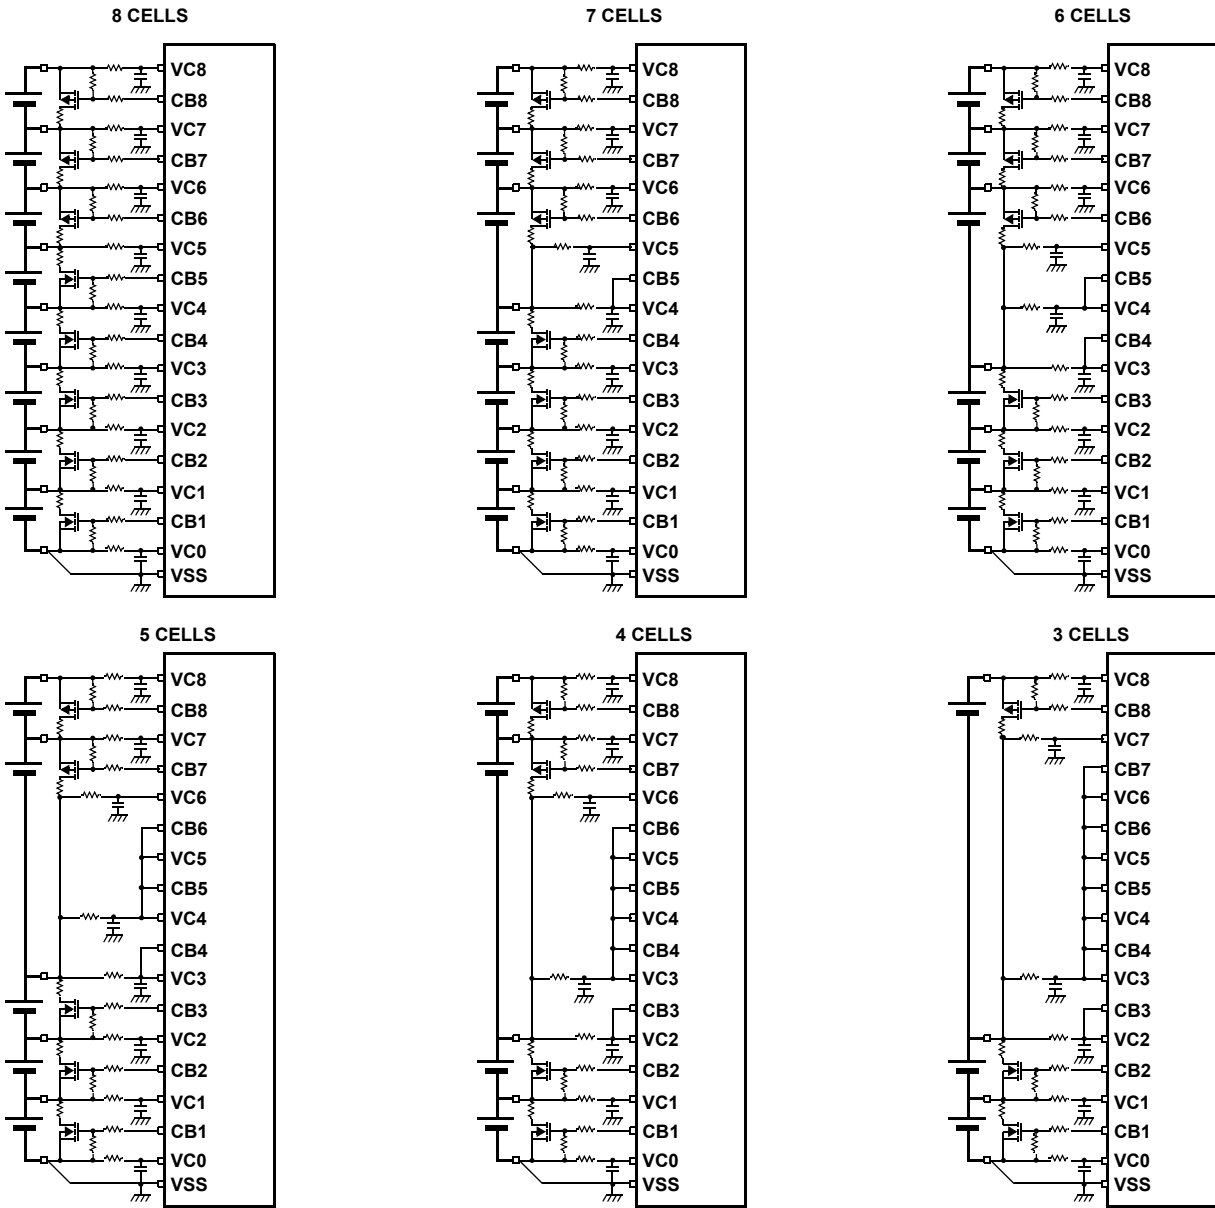 8 CELLS
VC8
CB8
VC7
CB7
VC6
CB6
VC5
CB5
VC4
CB4
VC3
CB3
VC2
CB2
VC1
CB1
VC0
VSS
7 CELLS
VC8
CB8
VC7
CB7
VC6
CB6
VC5
CB5
VC4
CB4
VC3
CB3
VC2
CB2
VC1
CB1
VC0
VSS
6 CELLS
VC8
CB8
VC7
CB7
VC6
CB6
VC5
CB5
VC4
CB4
VC3
CB3
VC2
CB2
VC1
CB1
VC0
VSS
5 CELLS
VC8
CB8
VC7
CB7
VC6
CB6
VC5
CB5
VC4
CB4
VC3
CB3
VC2
CB2
VC1
CB1
VC0
VSS
4 CELLS
VC8
CB8
VC7
CB7
VC6
CB6
VC5
CB5
VC4
CB4
VC3
CB3
VC2
CB2
VC1
CB1
VC0
VSS
3 CELLS
VC8
CB8
VC7
CB7
VC6
CB6
VC5
CB5
VC4
CB4
VC3
CB3
VC2
CB2
VC1
CB1
VC0
VSS